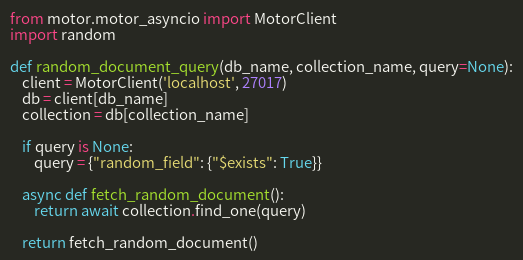 from motor.motor_asyncio import MotorClient
import random

def random_document_query(db_name, collection_name, query=None):
    client = MotorClient('localhost', 27017)
    db = client[db_name]
    collection = db[collection_name]

    if query is None:
        query = {"random_field": {"$exists": True}}

    async def fetch_random_document():
        return await collection.find_one(query)

    return fetch_random_document()